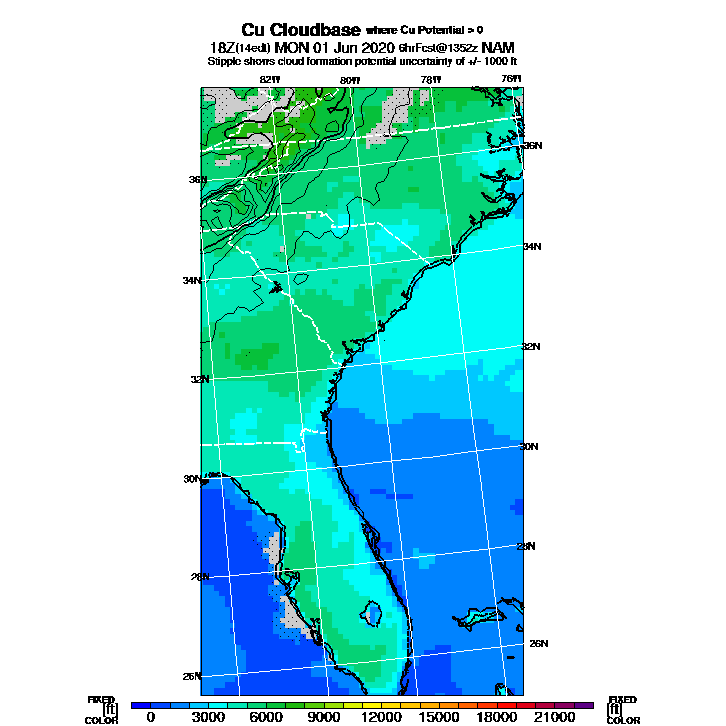 Cu Cloudbase where Cu Potential > 0
18Z(14edt) MON 01 Jun 2020 6hrFcst@1352z NAM
Stipple shows cloud formation potential uncertainty of +/- 1000 ft
82W 80W 78W 76W
36N
36N
34N
34N
32N
32N
30N
30N
28N
28N
26N
26N
FIXED FIXED
[ft] [ft]
COLOR 0 3000 6000 9000 12000 15000 18000 21000 COLOR